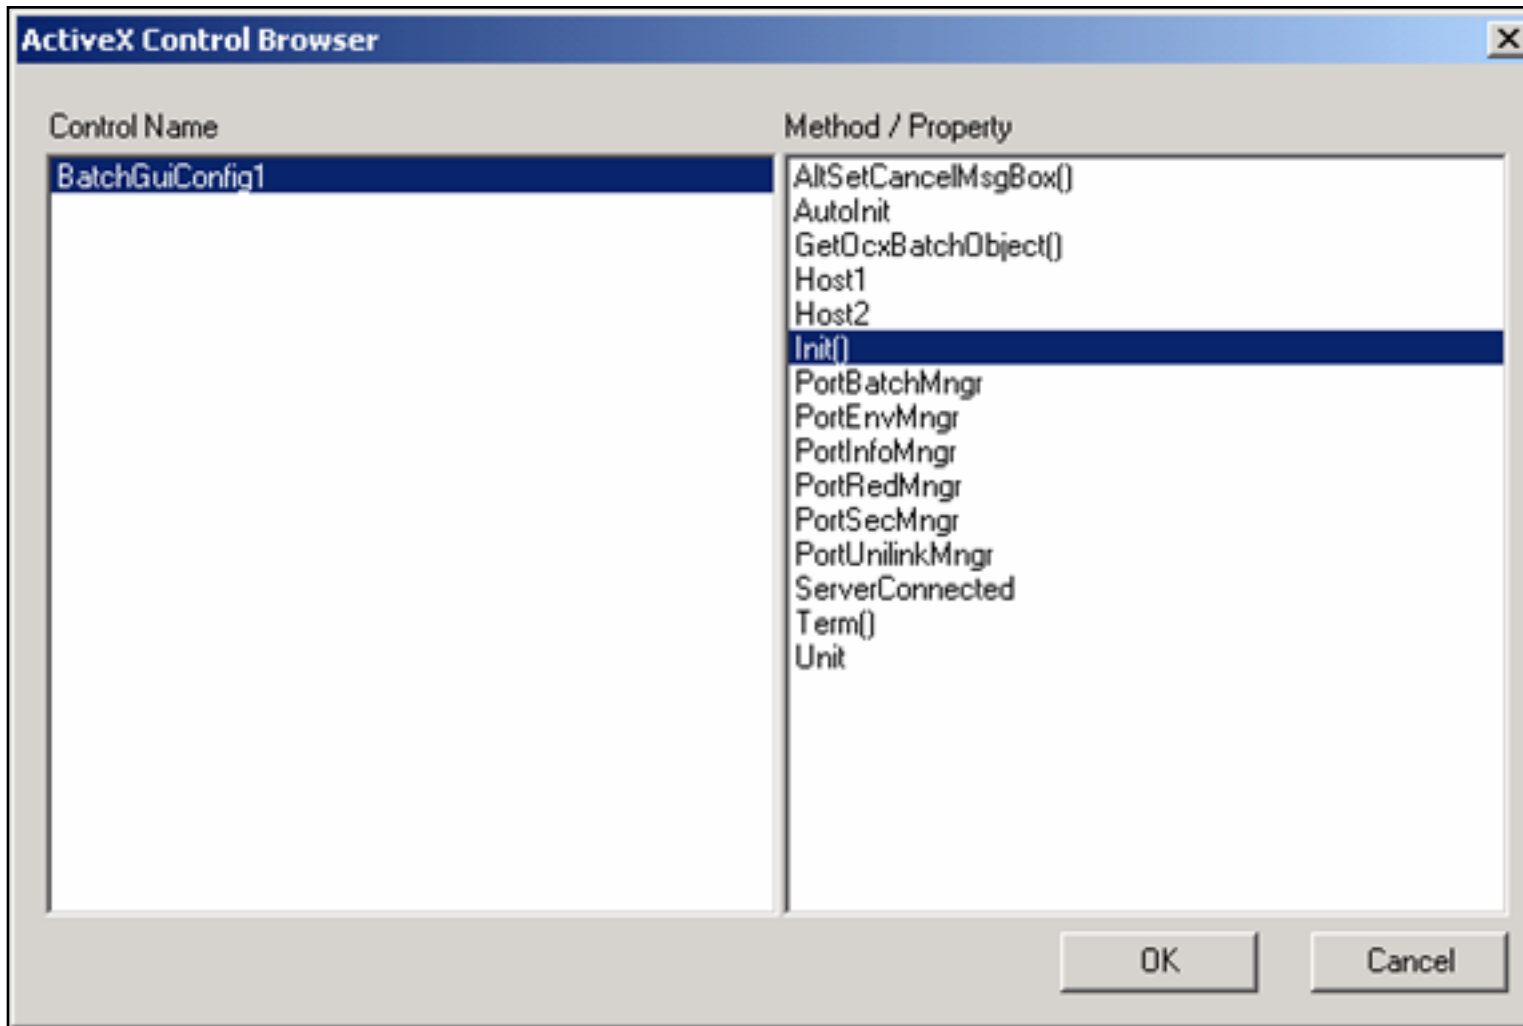 ActiveX Control Browser
Control Name
Method / Property
BatchGuiConfig1
AltSetCancelMsgBox()
AutoInit
GetOcxBatchObject()
Host1
Host2
Init()
PortBatchMngr
PortEnvMngr
PortInfoMngr
PortRedMngr
PortSecMngr
PortUnilinkMngr
ServerConnected
Term()
Unit
OK
Cancel